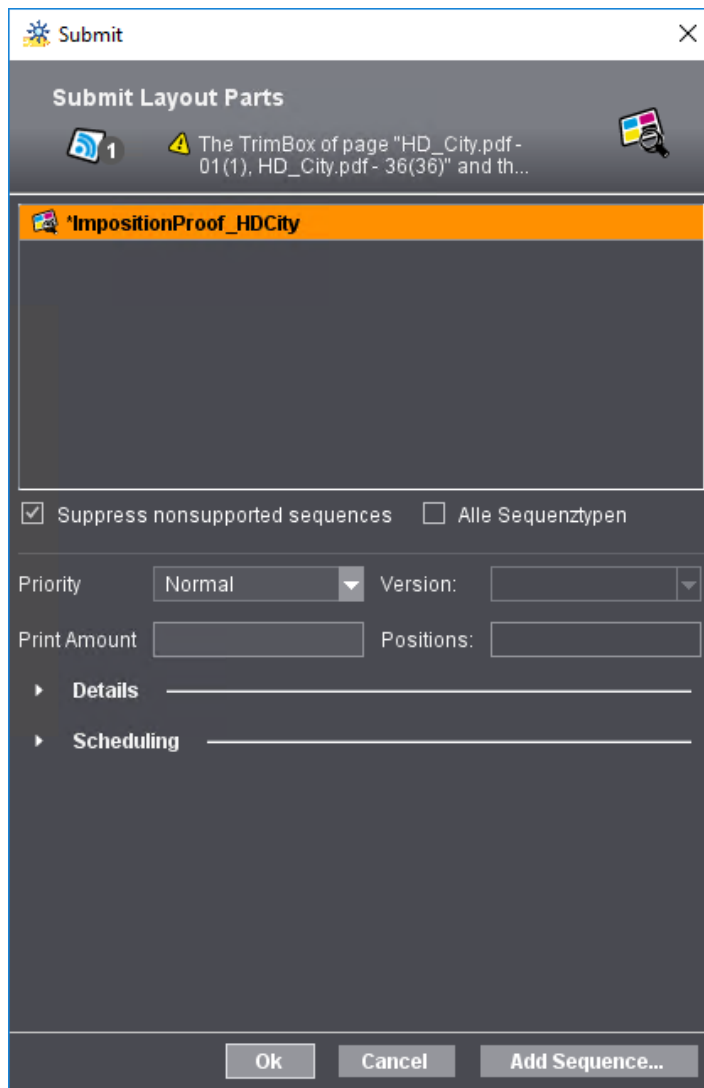 Submit
Submit Layout Parts
1
The TrimBox of page "HD_City.pdf -
01(1), HD_City.pdf - 36(36)" and th...
*ImpositionProof_HDCity
Suppress nonsupported sequences Alle Sequenztypen
Priority Normal Version:
Print Amount Positions:
Details
Scheduling
Ok Cancel Add Sequence...